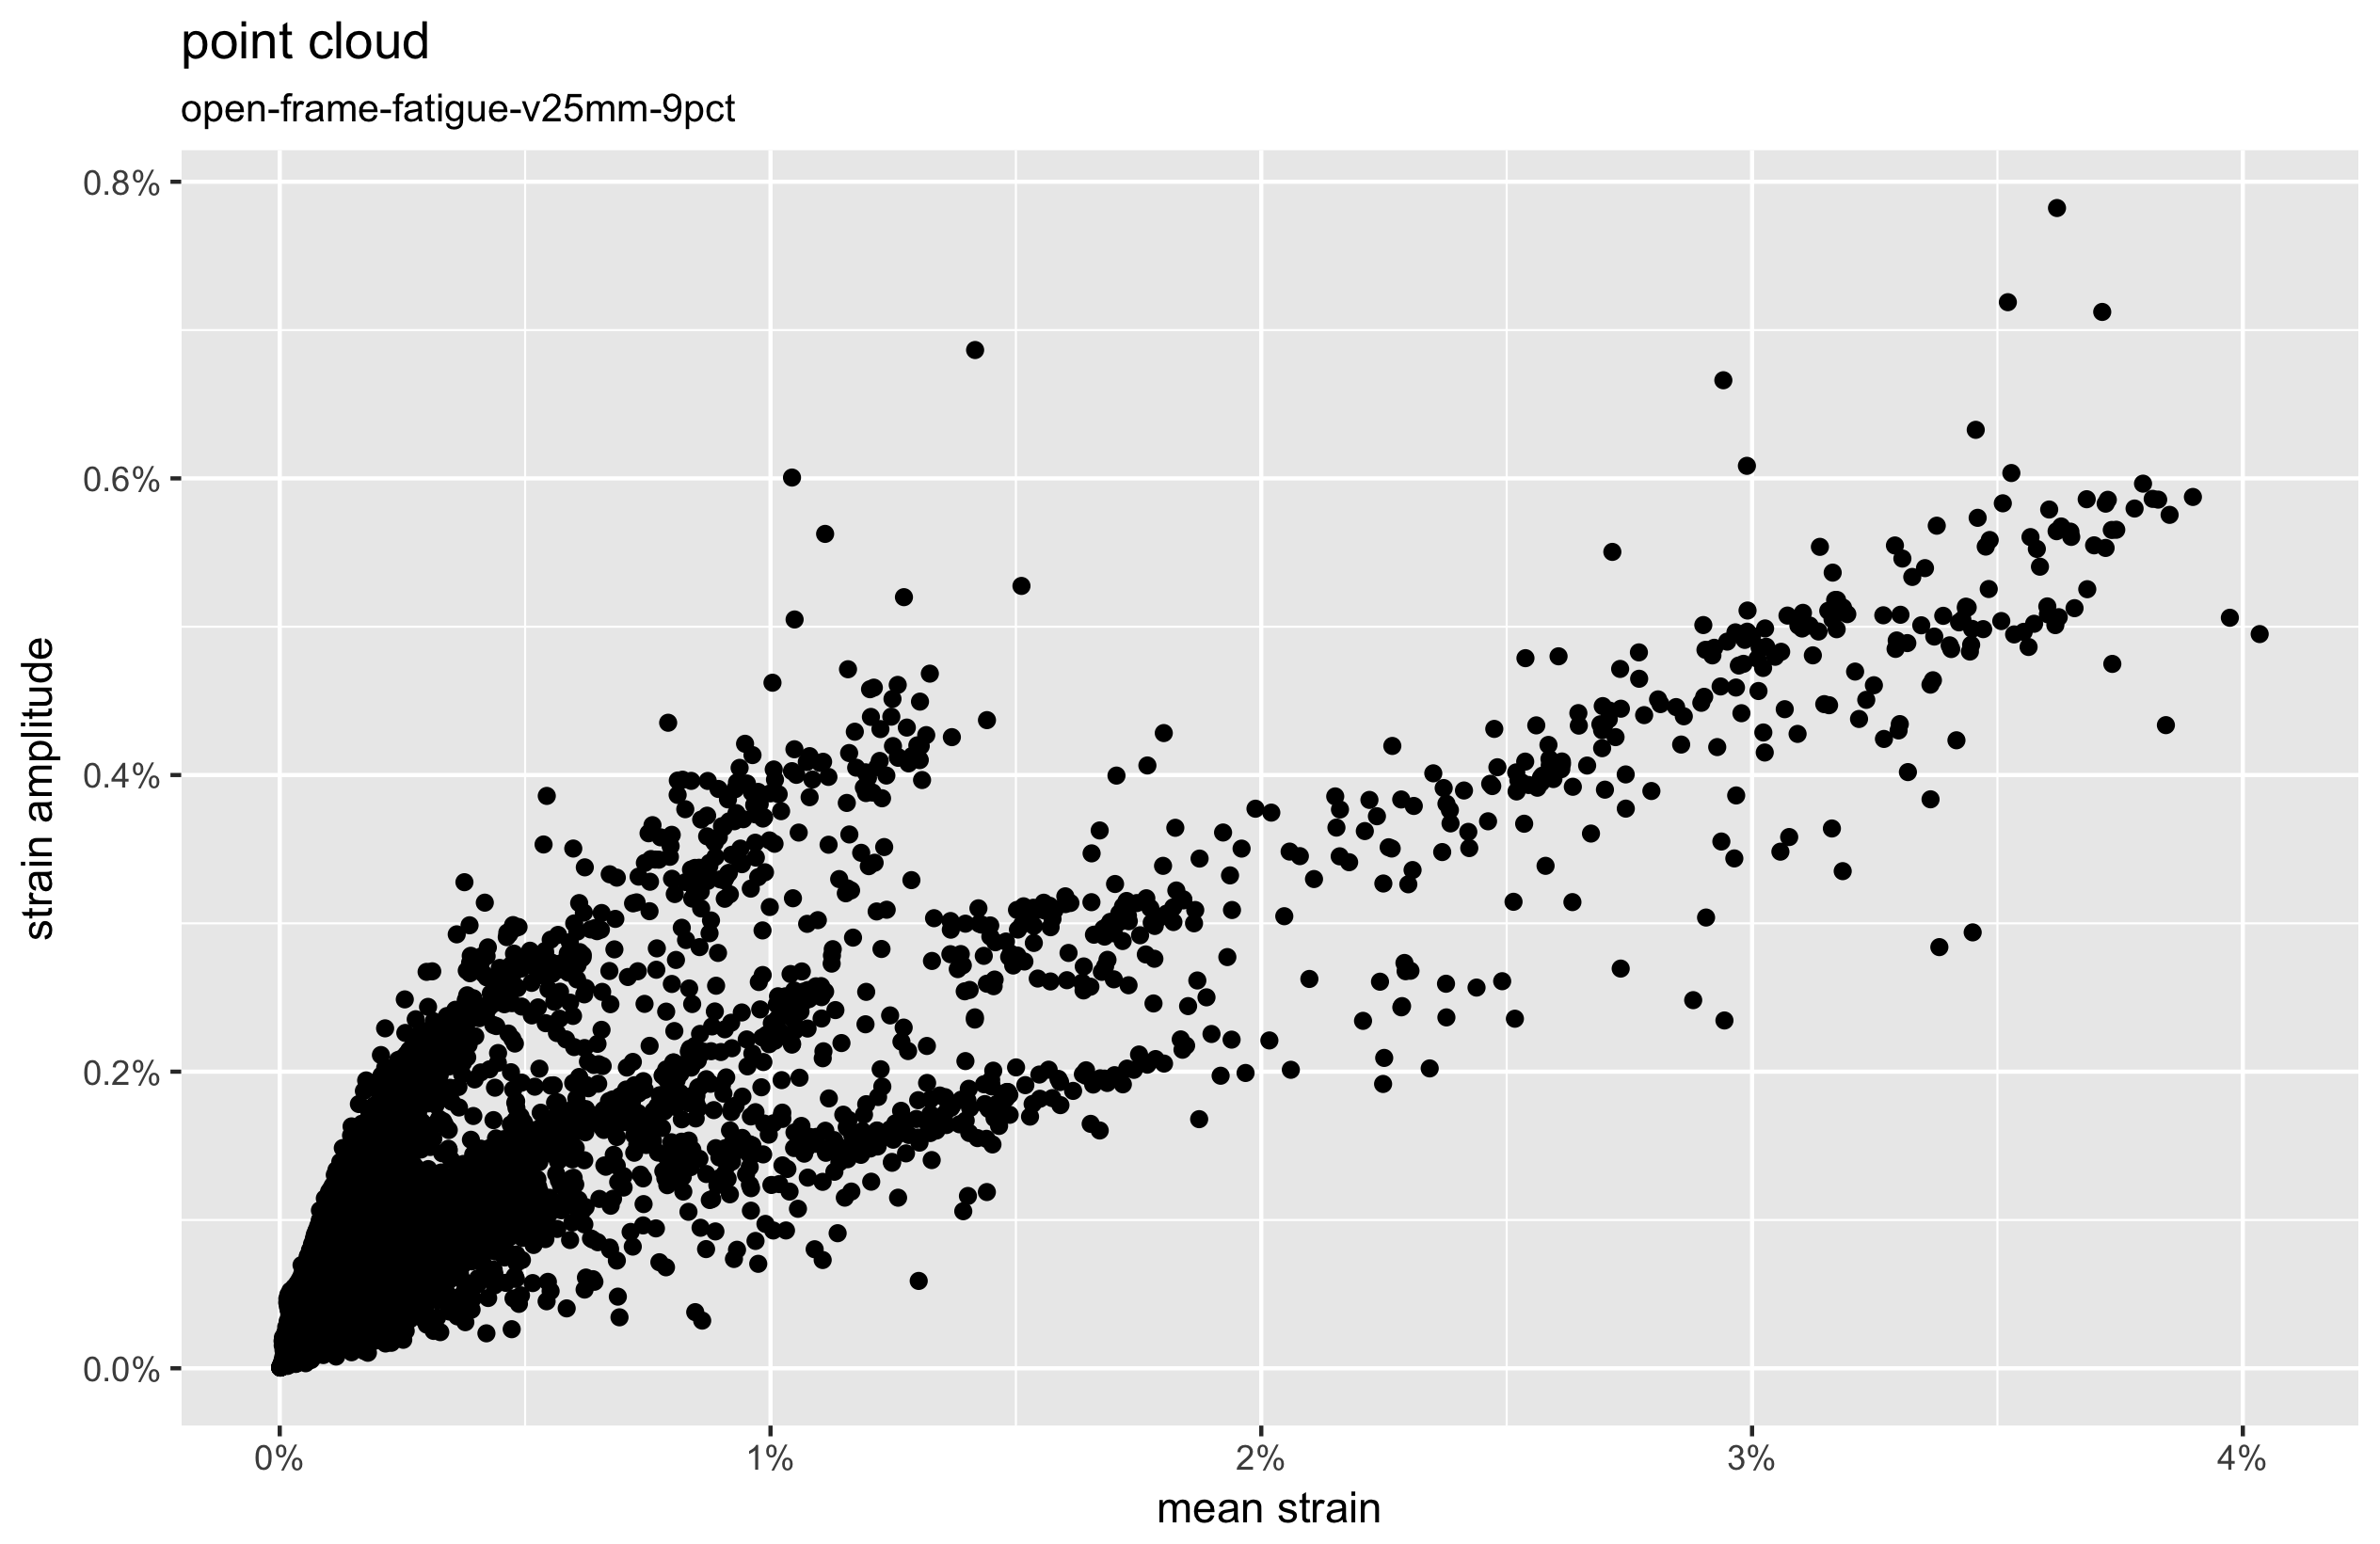 point cloud
open-frame-fatigue-v25mm-9pct
0.8%
0.6%
0.4%
0.2%
0.0%
strain amplitude
0%
1%
2%
3%
4%
mean strain